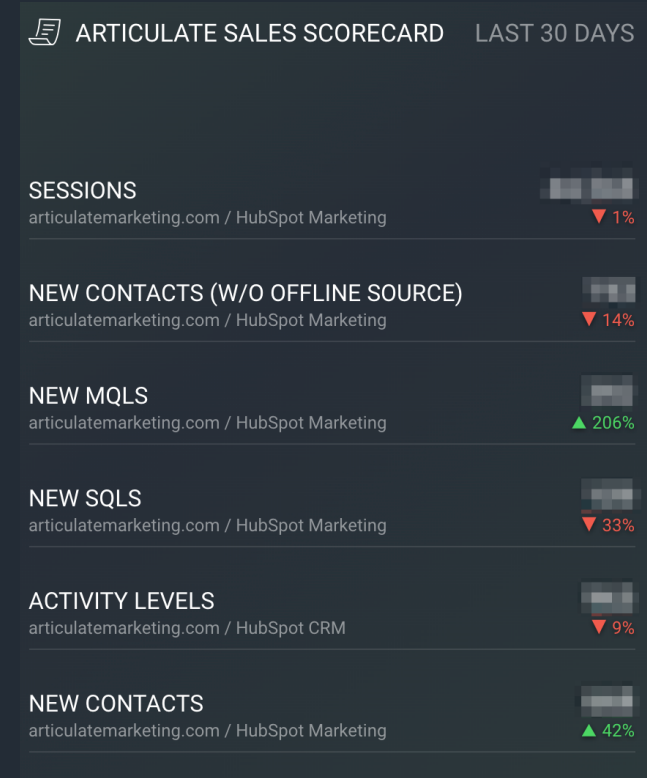 ARTICULATE SALES SCORECARD LAST 30 DAYS
SESSIONS
articulatemarketing.com / HubSpot Marketing
▼ 1%
NEW CONTACTS (W/O OFFLINE SOURCE)
articulatemarketing.com / HubSpot Marketing
▼ 14%
NEW MQLS
articulatemarketing.com / HubSpot Marketing
▲ 206%
NEW SQLS
articulatemarketing.com / HubSpot Marketing
▼ 33%
ACTIVITY LEVELS
articulatemarketing.com / HubSpot CRM
▼ 9%
NEW CONTACTS
articulatemarketing.com / HubSpot Marketing
▲ 42%